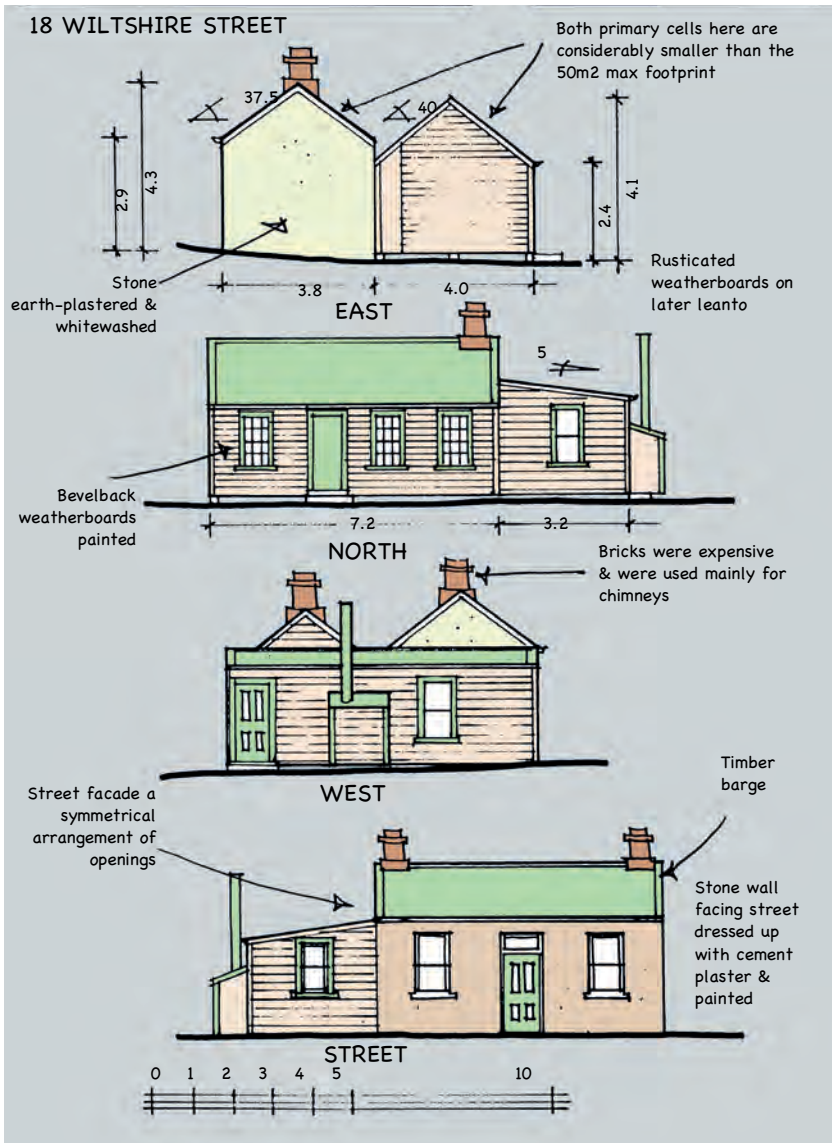 18 WILTSHIRE STREET
Both primary cells here are
considerably smaller than the
50m2 max footprint
37.5
40
2.9
4.3
2.4
4.1
Stone
earth-plastered &
whitewashed
Rusticated
weatherboards on
later leanto
3.8
4.0
EAST
5
Bevelback
weatherboards
painted
7.2
3.2
NORTH
Bricks were expensive
& were used mainly for
chimneys
WEST
Timber
barge
Street facade a
symmetrical
arrangement of
openings
Stone wall
facing street
dressed up
with cement
plaster &
painted
STREET
0 1 2 3 4 5 10